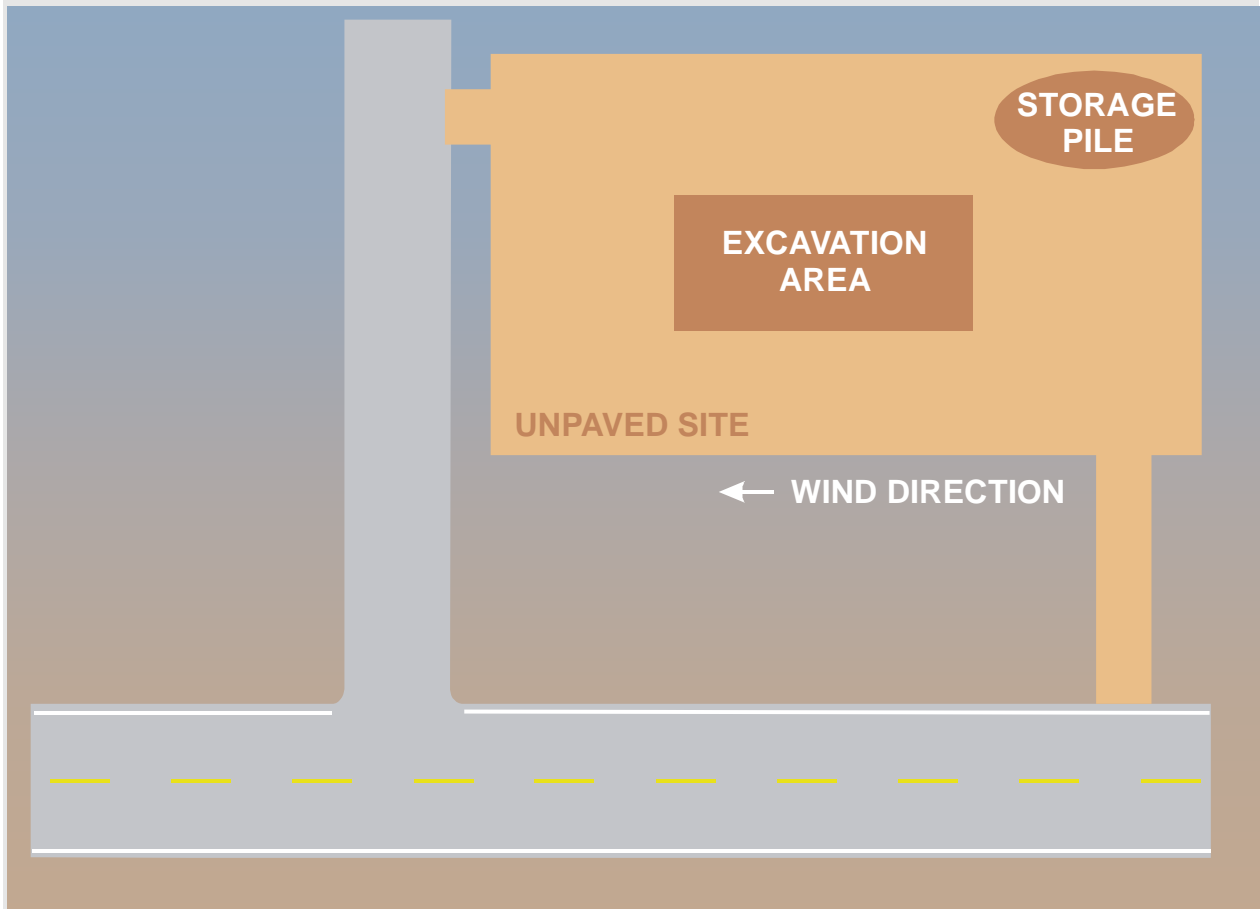 STORAGE
PILE
EXCAVATION
AREA
UNPAVED SITE
WIND DIRECTION